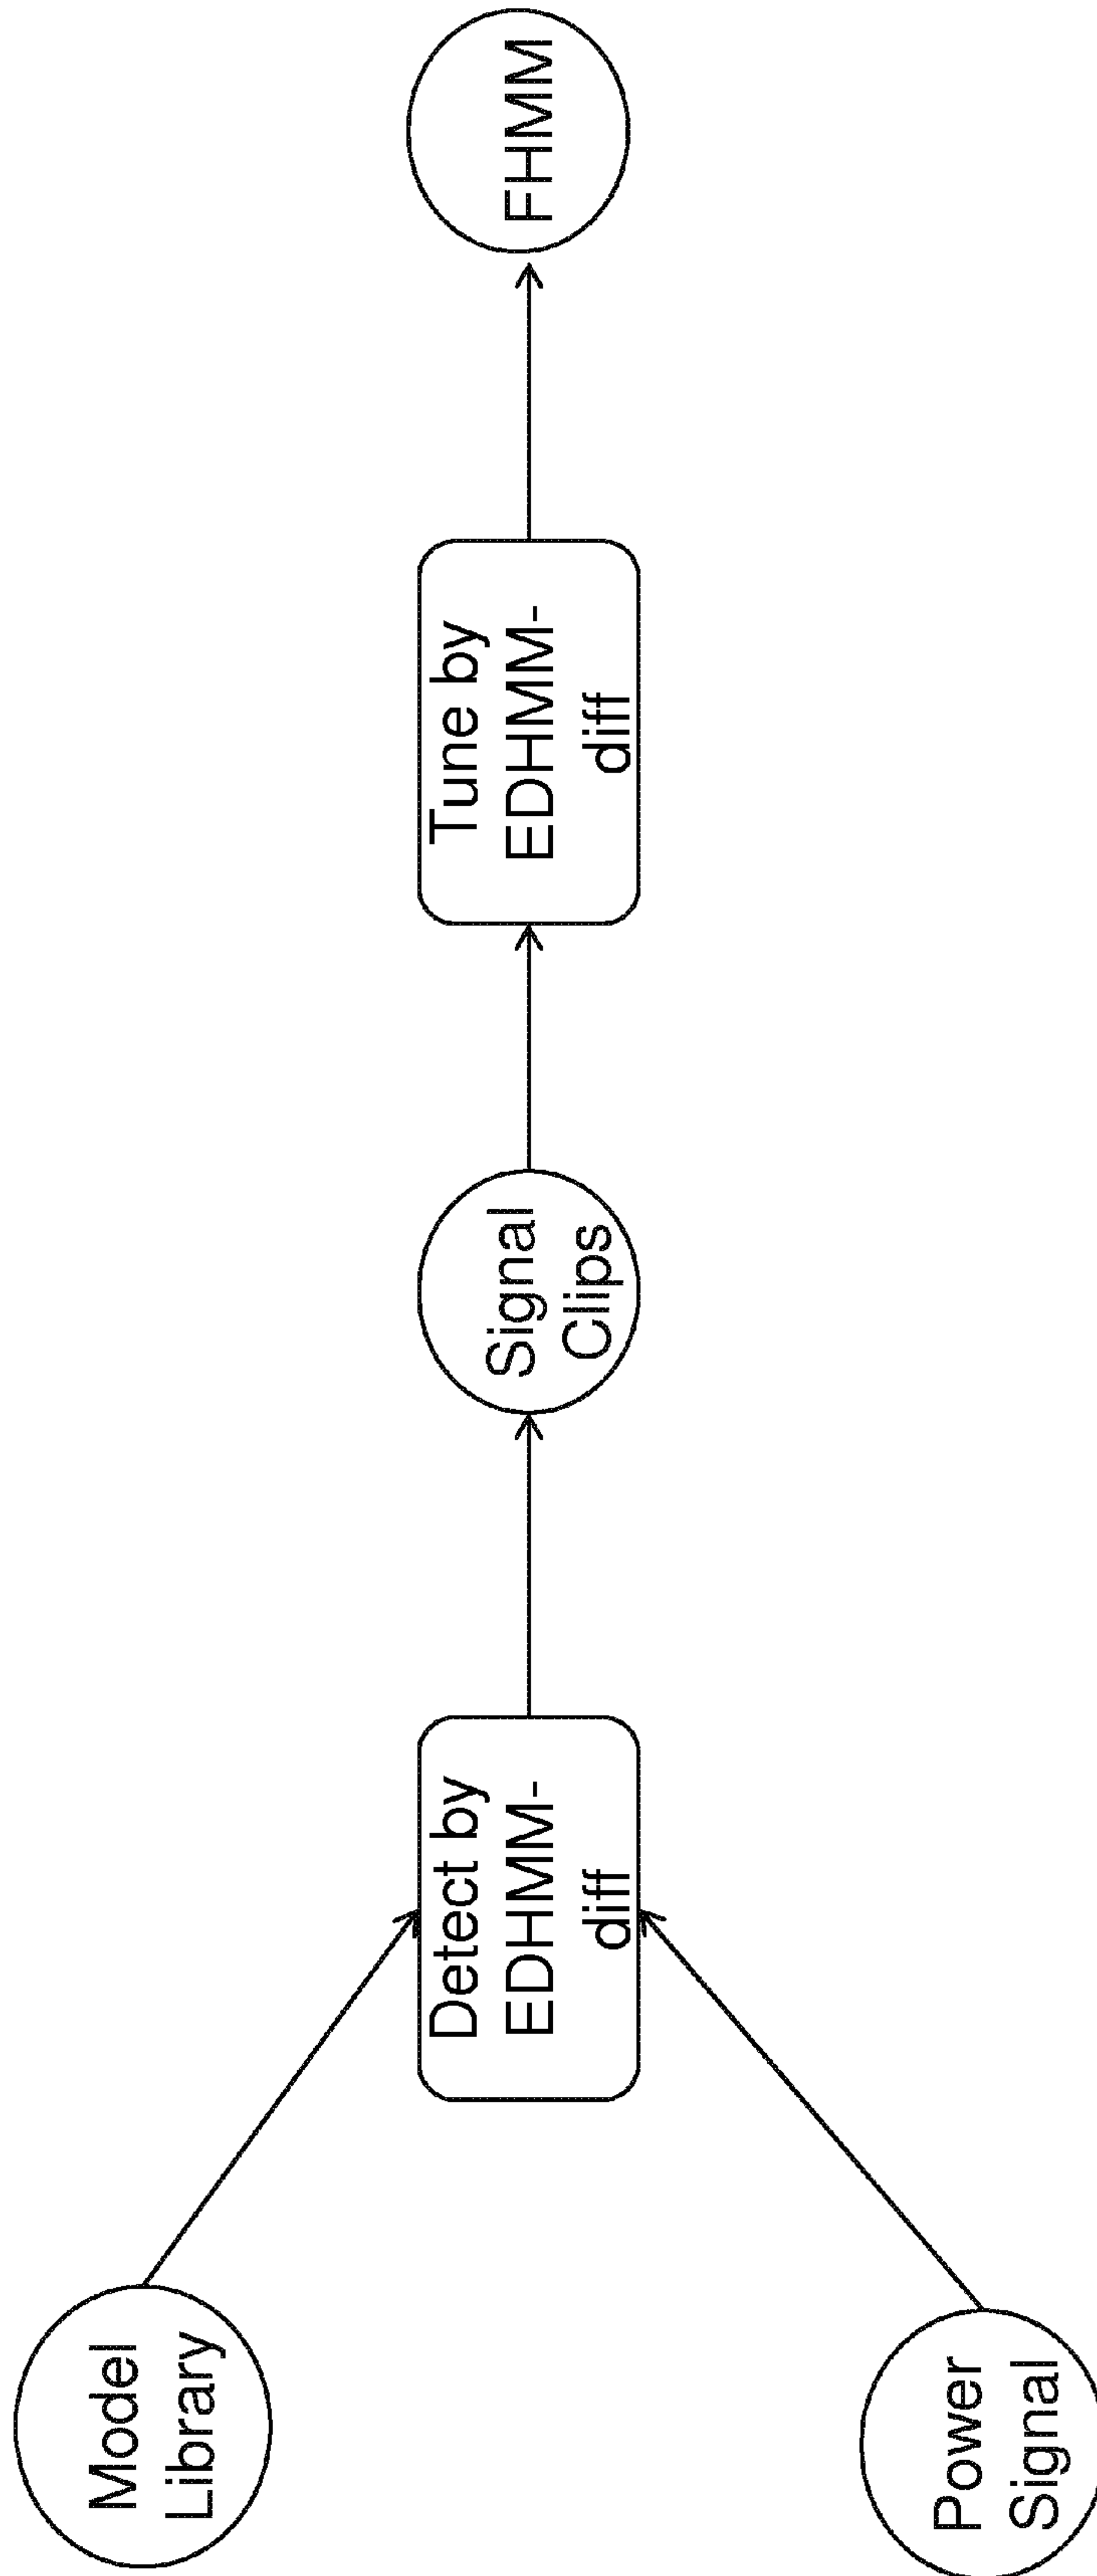 Model
Library
Power
Signal
Detect by
EDHMM-
diff
Signal
Clips
Tune by
EDHMM-
diff
FHMM